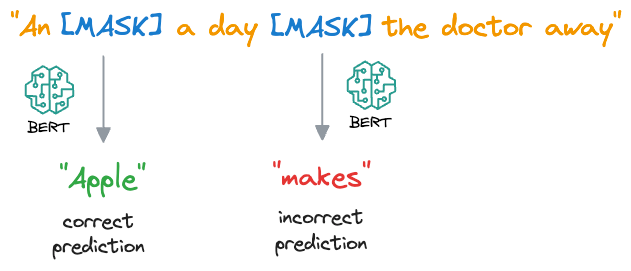 "An [MASK] a day [MASK] the doctor away"
BERT
BERT
"Apple"
"makes"
correct
prediction
incorrect
prediction